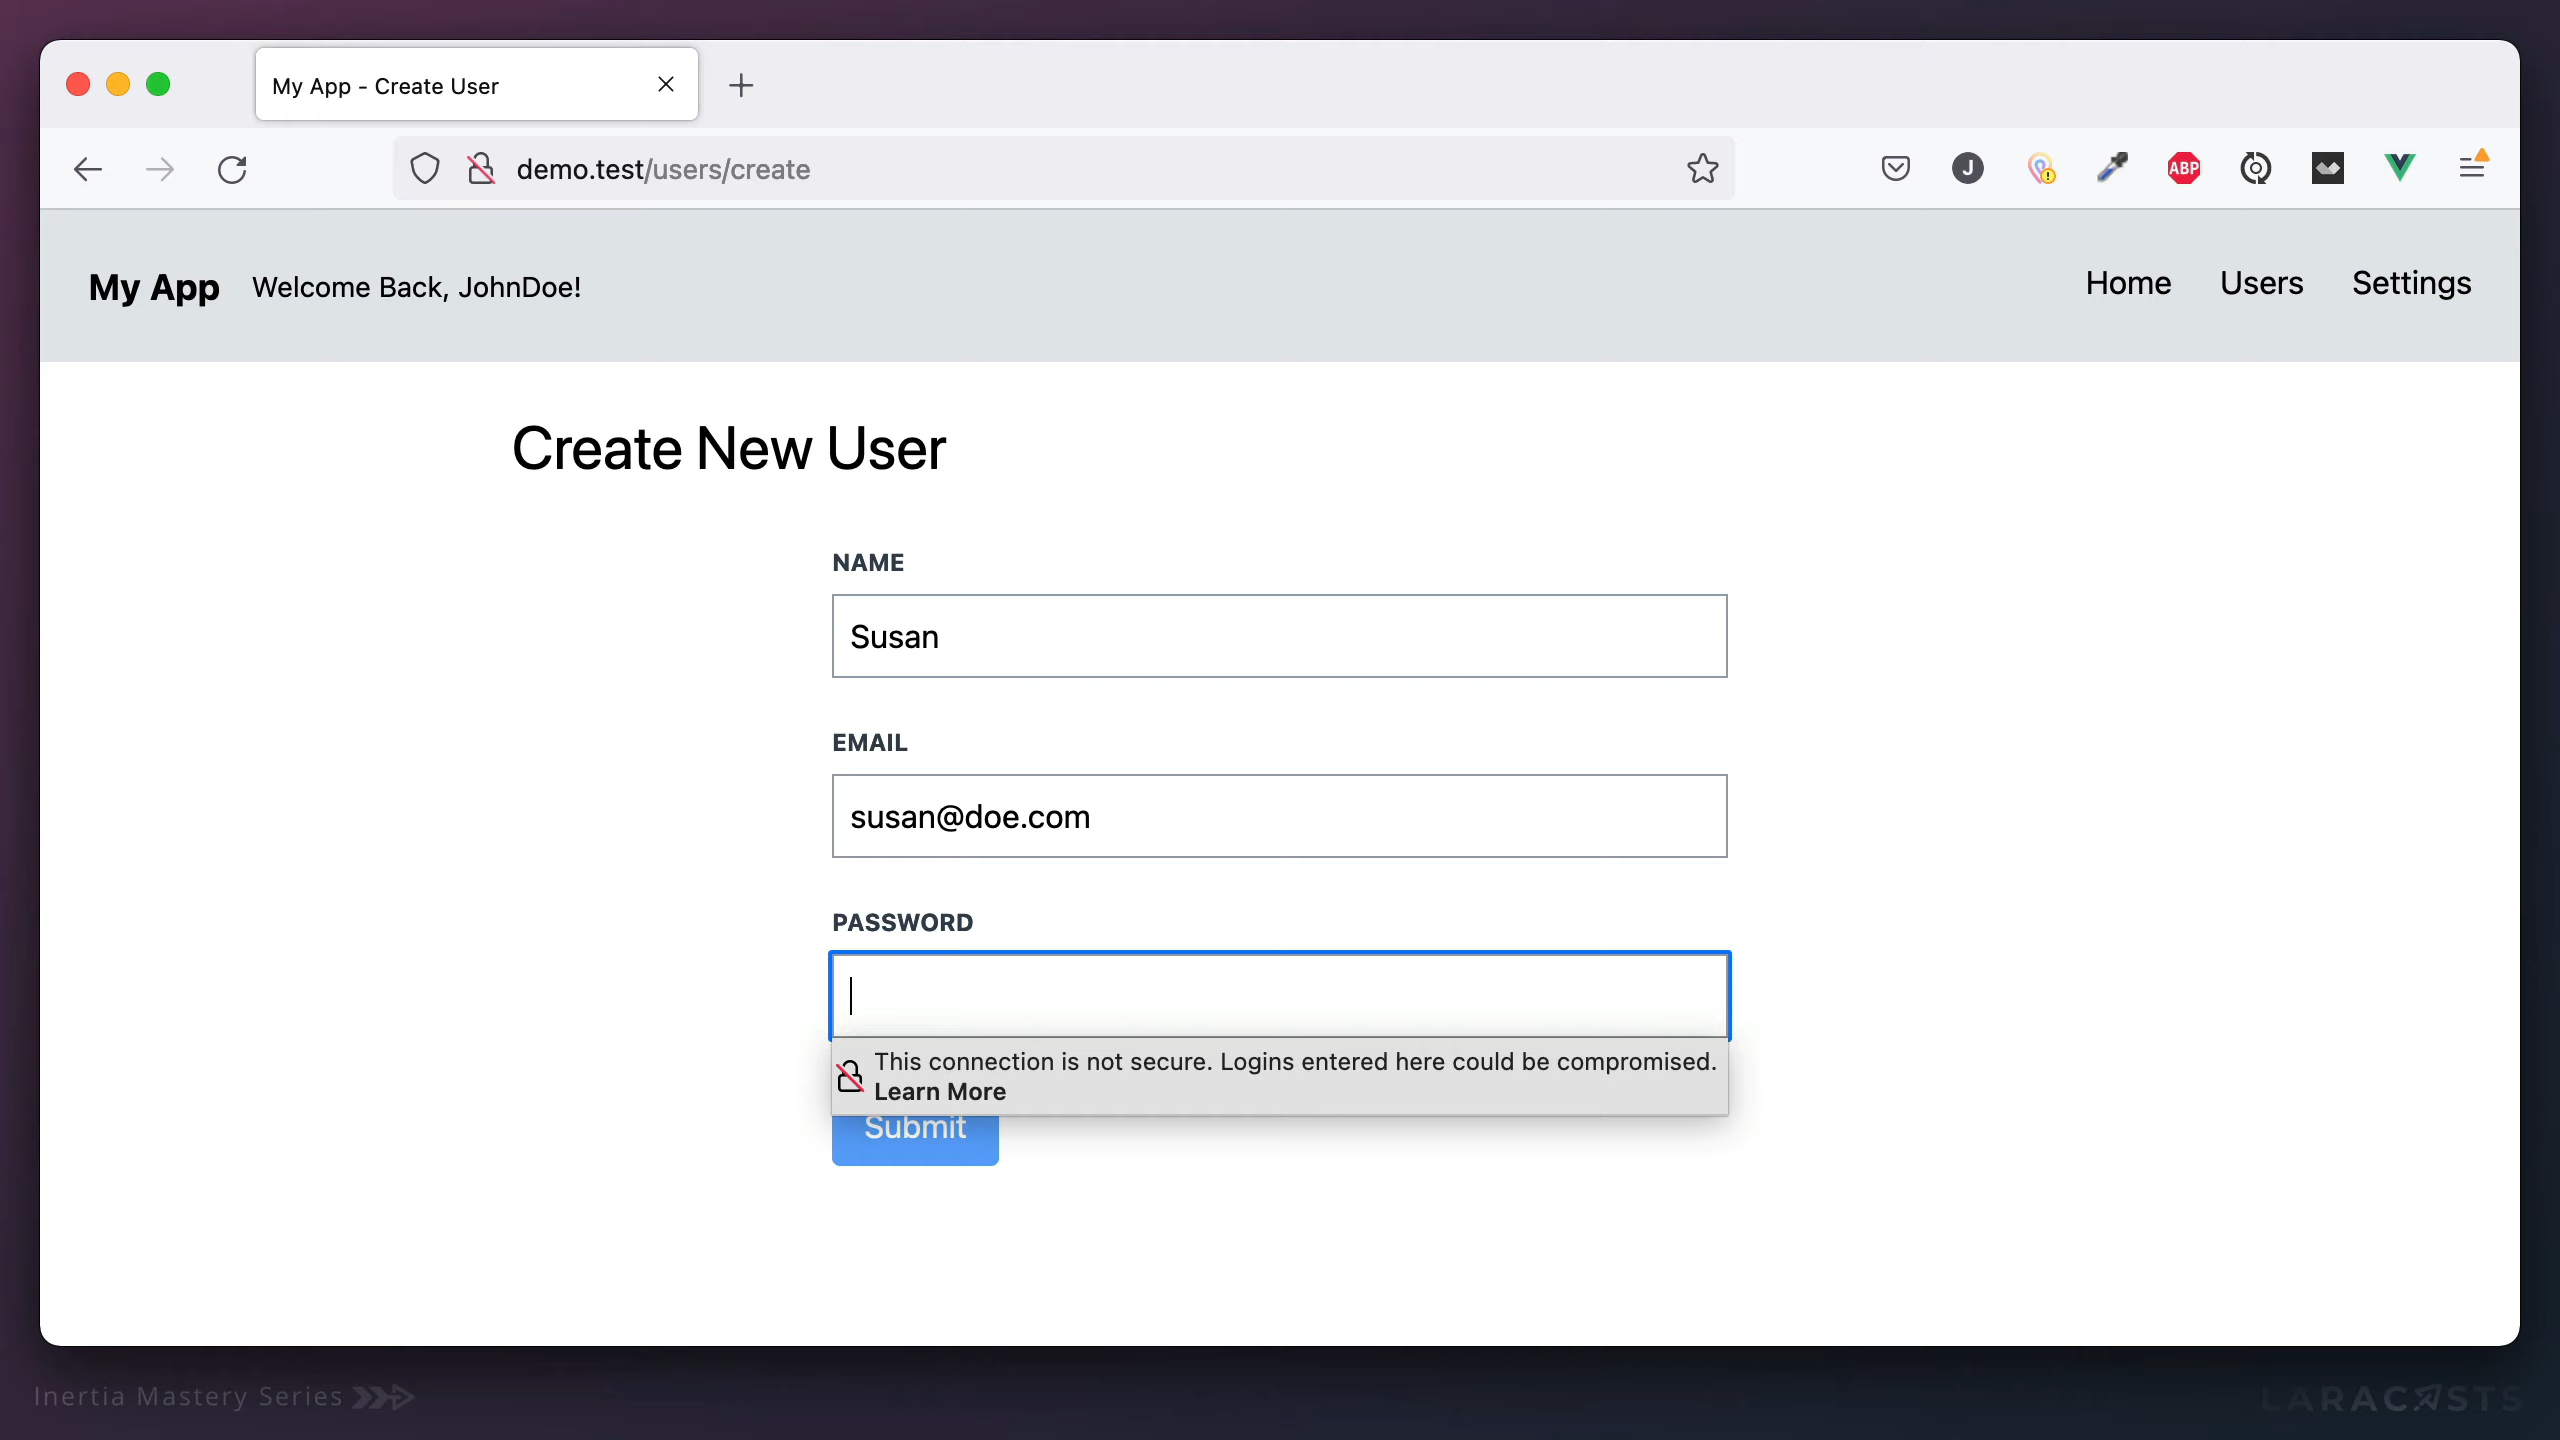 My App - Create User
demo.test/users/create
J
ABP
My App
Welcome Back, JohnDoe!
Home
Users
Settings
Create New User
NAME
Susan
EMAIL
susan@doe.com
PASSWORD
This connection is not secure. Logins entered here could be compromised.
Learn More
Submit
Inertia Mastery Series
LARACASTS